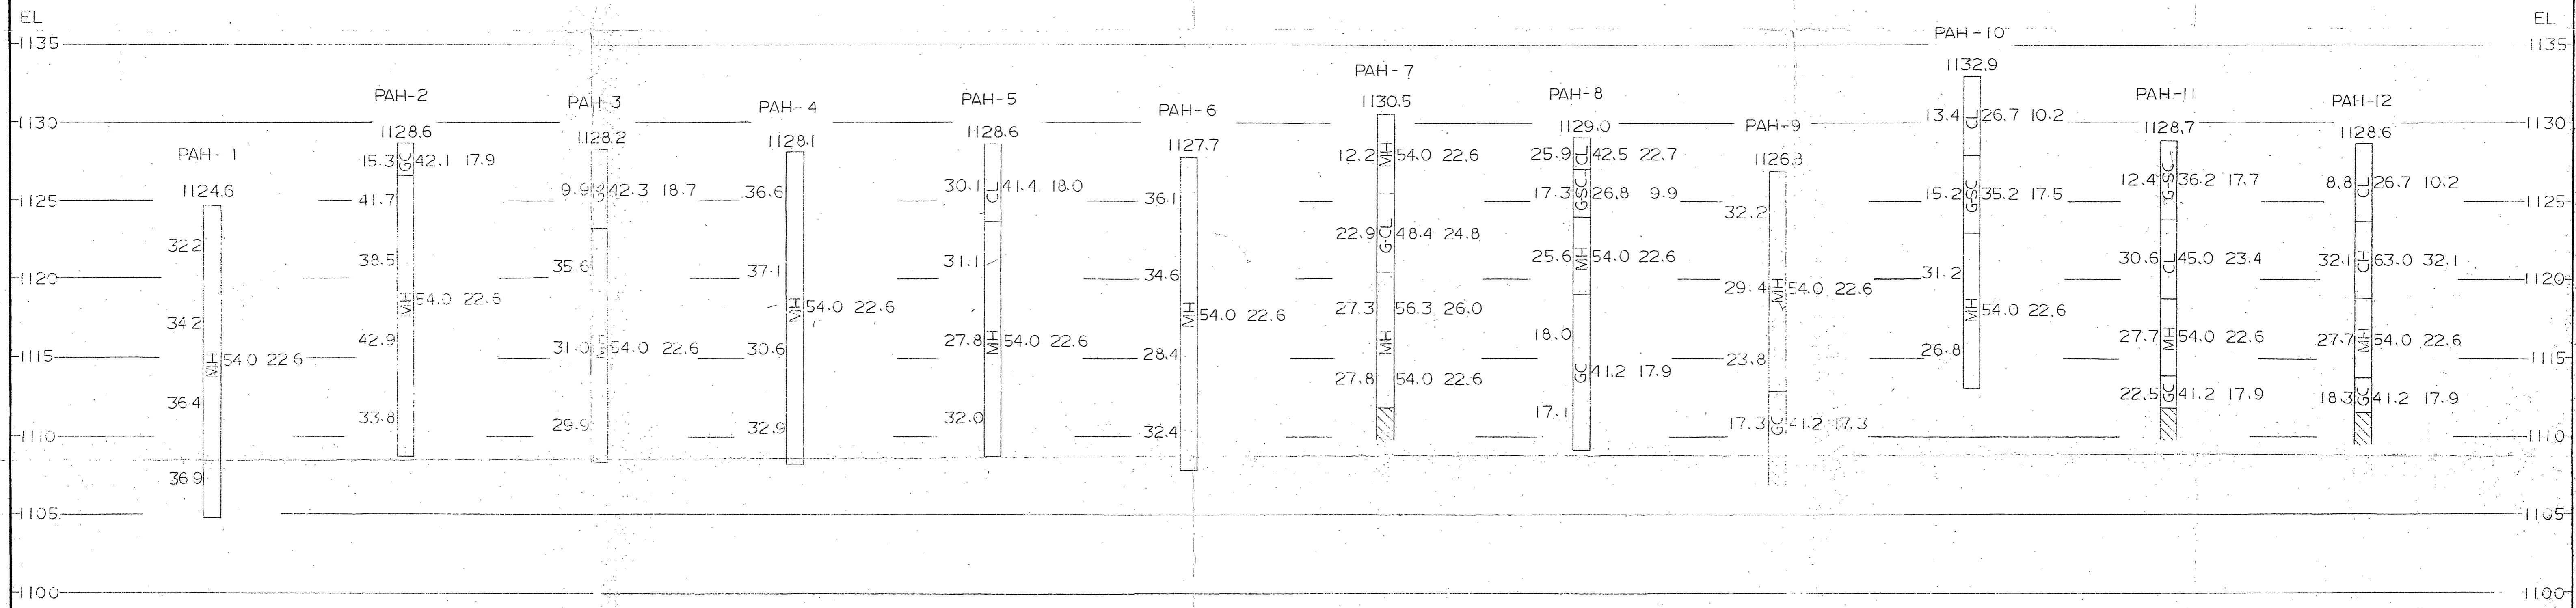 EL
EL
1135
1135
PAH-10
1132.9
PAH-7
1130.5
PAH-2
PAH-3
PAH-4
PAH-5
PAH-6
PAH-8
PAH-9
PAH-11
PAH-12
1130
1130
1128.6
1128.2
1128.1
1128.6
1127.7
1129.0
1126.8
1128.7
1128.6
PAH-1
1124.6
1125
1125
1120
1120
1115
1115
1110
1110
1105
1105
1100
1100
32.2
34.2
MH 54.0 22.6
36.4
36.9
15.3 GC 42.1 17.9
41.7
38.5
MH 54.0 22.6
42.9
33.8
9.9 42.3 18.7
35.6
31.0 MH 54.0 22.6
29.9
36.6
37.1
MH 54.0 22.6
30.6
32.9
30.1 CL 41.4 18.0
31.1
27.8 MH 54.0 22.6
32.0
36.1
34.6
MH 54.0 22.6
28.4
32.4
12.2 MH 54.0 22.6
22.9 G-CL 48.4 24.8
27.3 56.3 26.0
MH
27.8 54.0 22.6
25.9 CL 42.5 22.7
17.3 G-SC 26.8 9.9
25.6 MH 54.0 22.6
18.0
GC 41.2 17.9
17.1
32.2
29.4 MH 54.0 22.6
23.8
17.3 GC 41.2 17.3
13.4 CL 26.7 10.2
15.2 G-SC 35.2 17.5
31.2
MH 54.0 22.6
26.8
12.4 G-SC 36.2 17.7
30.6 CL 45.0 23.4
27.7 MH 54.0 22.6
22.5 GC 41.2 17.9
8.8 CL 26.7 10.2
32.1 CH 63.0 32.1
27.7 MH 54.0 22.6
18.3 GC 41.2 17.9